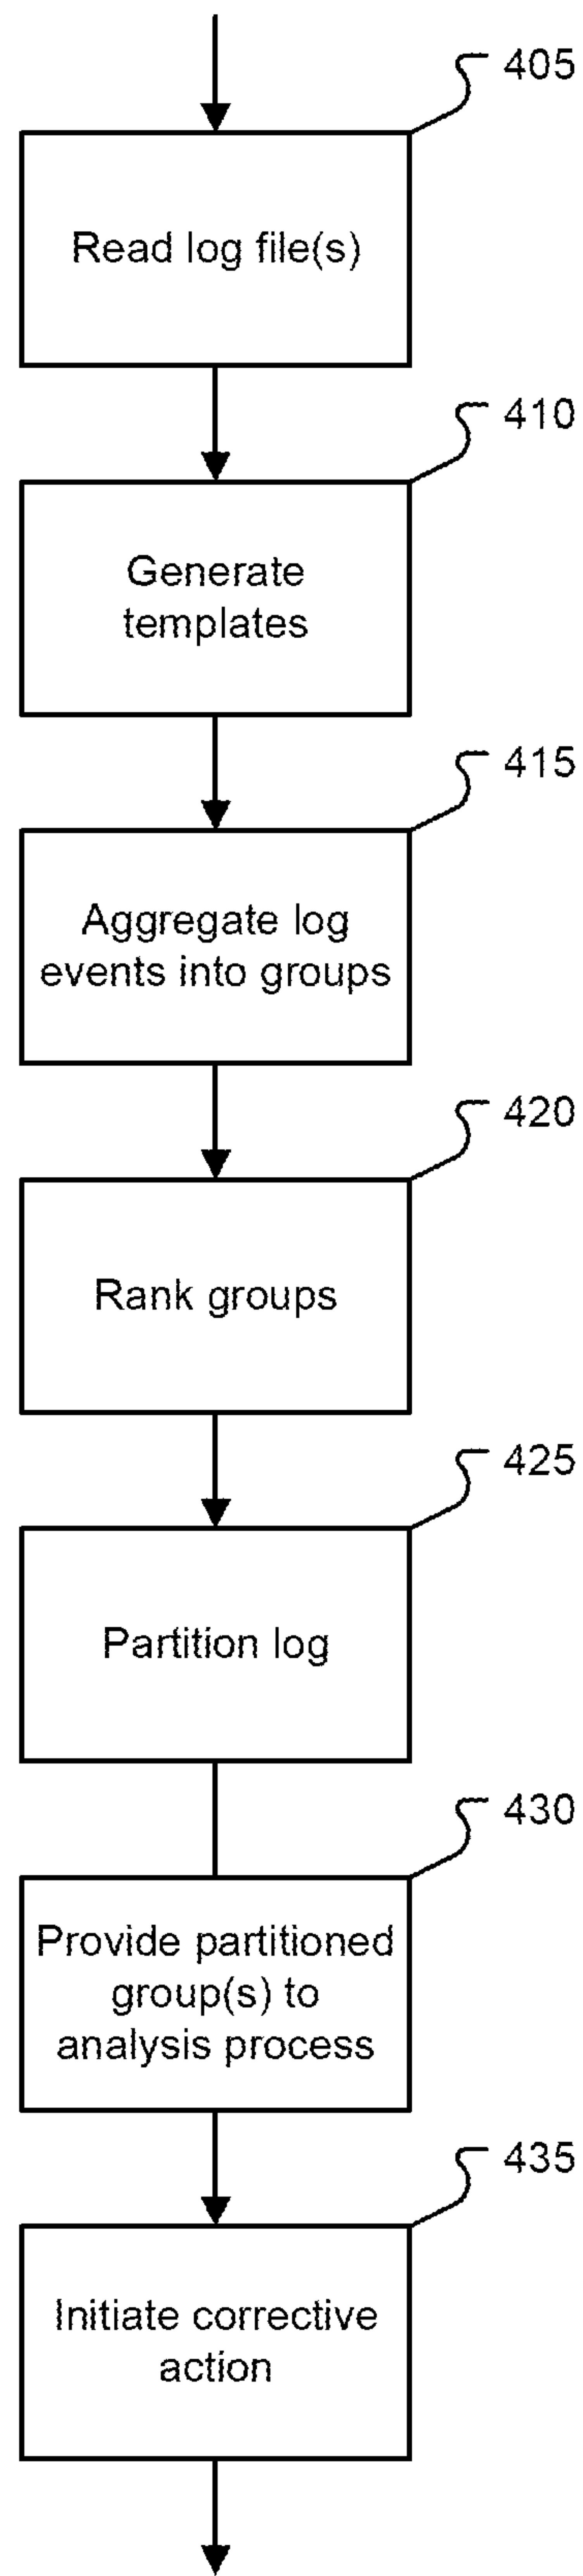 405
Read log file(s)
410
Generate
templates
415
Aggregate log
events into groups
420
Rank groups
425
Partition log
430
Provide partitioned
group(s) to
analysis process
435
Initiate corrective
action